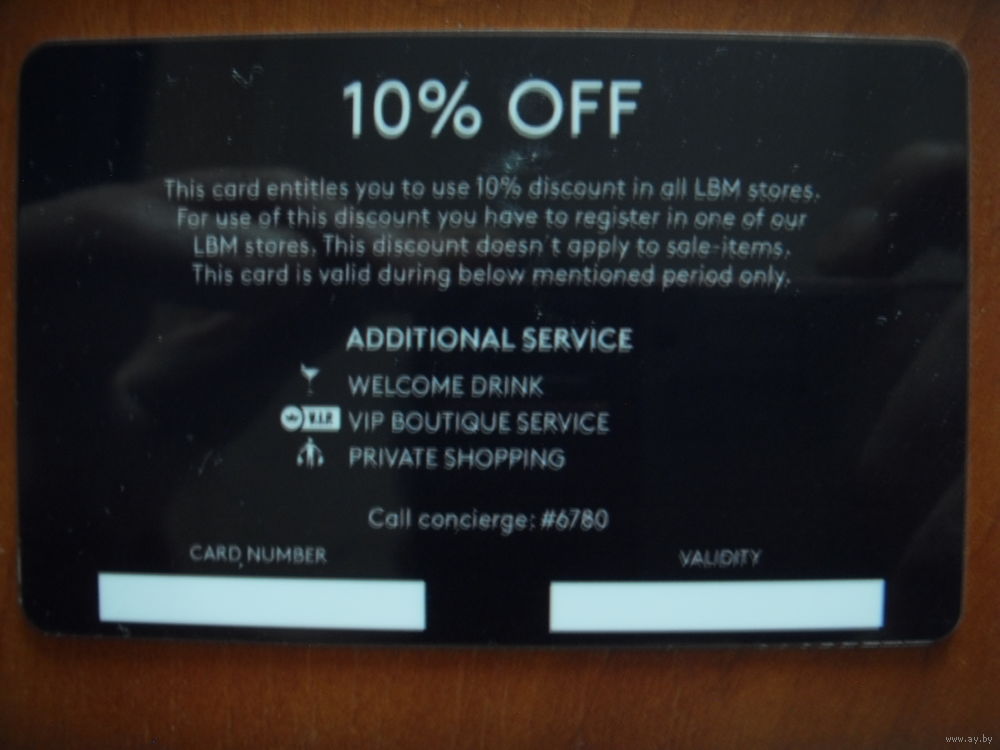 10% OFF
This card entitles you to use 10% discount in all LBM stores.
For use of this discount you have to register in one of our
LBM stores. This discount doesn't apply to sale-items.
This card is valid during below mentioned period only.
ADDITIONAL SERVICE
WELCOME DRINK
V.I.P. VIP BOUTIQUE SERVICE
PRIVATE SHOPPING
Call concierge: #6780
CARD NUMBER
VALIDITY
www.ay.by